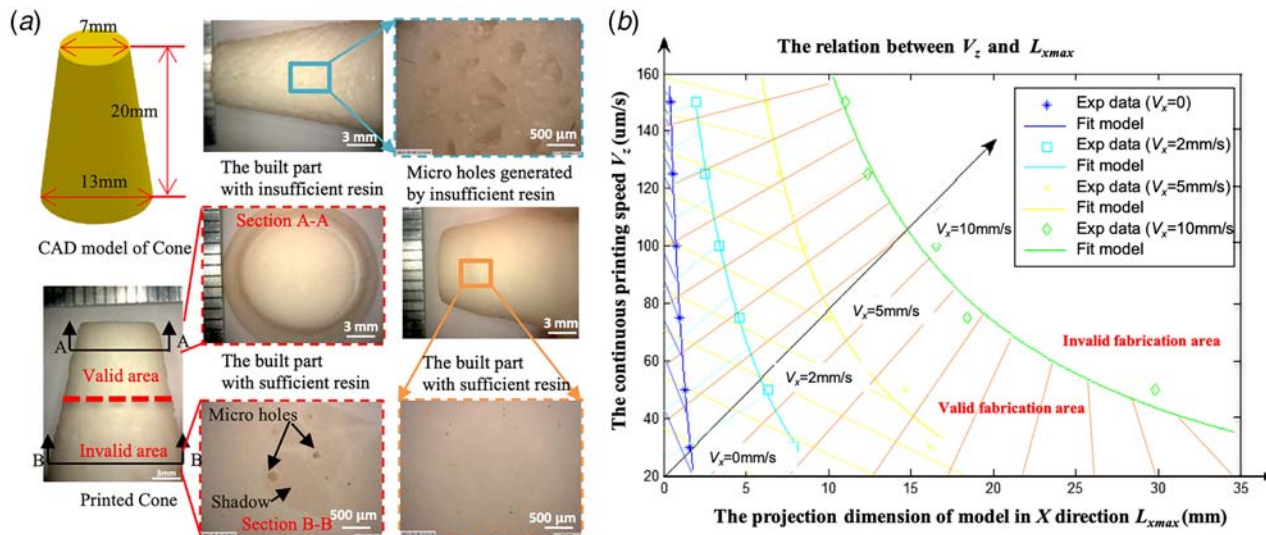 (a)
7mm
20mm
13mm
CAD model of Cone
3 mm
The built part
with insufficient resin
500 µm
Micro holes generated
by insufficient resin
Section A-A
3 mm
The built part
with sufficient resin
3 mm
The built part
with sufficient resin
A
A
Valid area
Invalid area
B
B
3mm
Printed Cone
Micro holes
Shadow
500 µm
Section B-B
500 µm
(b)
The relation between Vz and Lxmax
The continuous printing speed Vz (um/s)
160
140
120
100
80
60
40
20
0
5
10
15
20
25
30
35
The projection dimension of model in X direction Lxmax (mm)
Exp data (Vx=0)
Fit model
Exp data (Vx=2mm/s)
Fit model
Exp data (Vx=5mm/s)
Fit model
Exp data (Vx=10mm/s
Fit model
Vx=10mm/s
Vx=5mm/s
Vx=2mm/s
Vx=0mm/s
Invalid fabrication area
Valid fabrication area